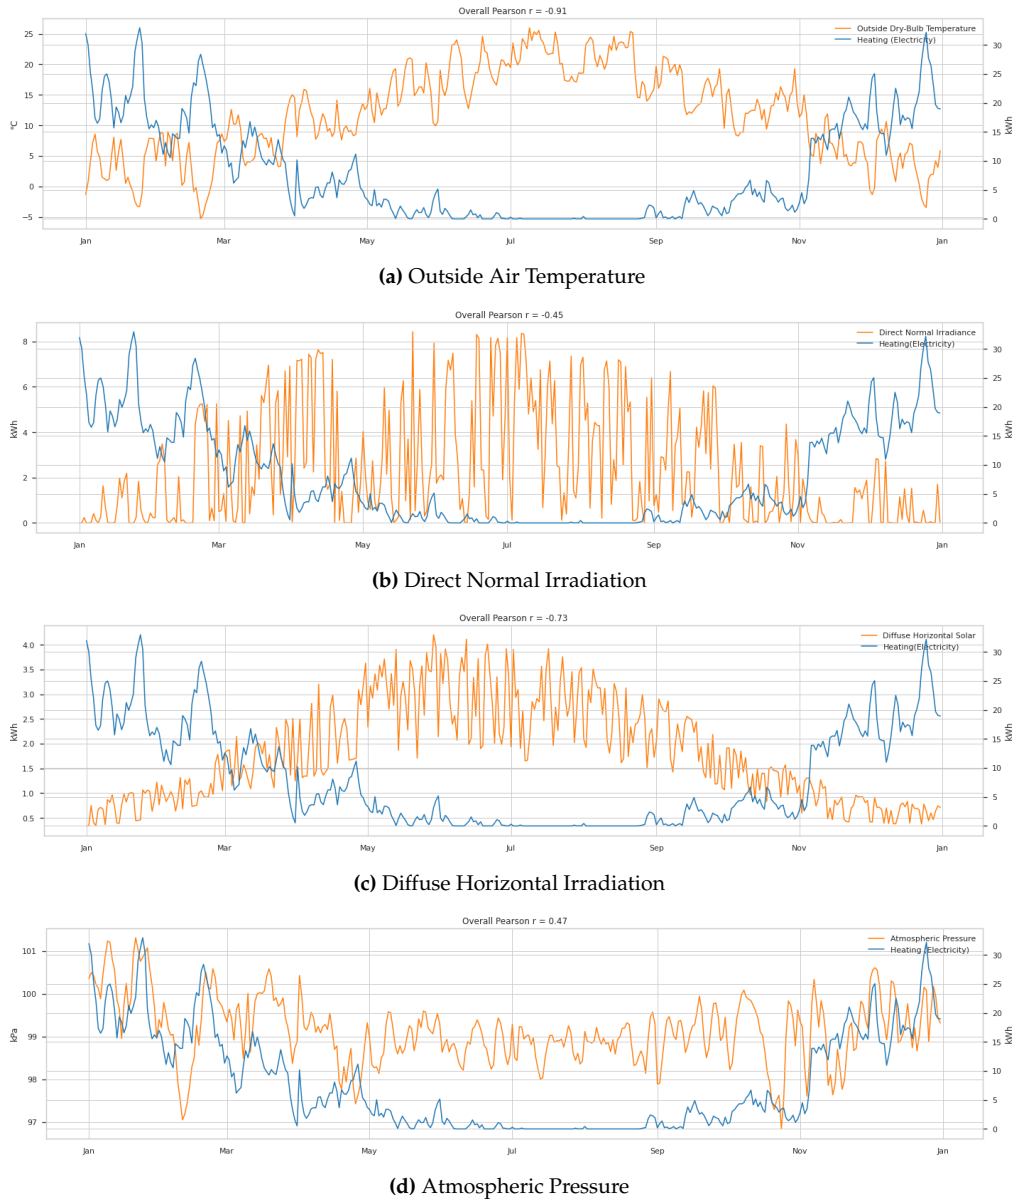 Overall Pearson r = -0.91
Outside Dry-Bulb Temperature
Heating (Electricity)
25
20
15
10
5
0
−5
°C
30
25
20
15
10
5
0
kWh
Jan Mar May Jul Sep Nov Jan
(a) Outside Air Temperature
Overall Pearson r = -0.45
Direct Normal Irradiance
Heating(Electricity)
8
6
4
2
0
kWh
30
25
20
15
10
5
0
kWh
Jan Mar May Jul Sep Nov Jan
(b) Direct Normal Irradiation
Overall Pearson r = -0.73
Diffuse Horizontal Solar
Heating(Electricity)
4.0
3.5
3.0
2.5
2.0
1.5
1.0
0.5
kWh
30
25
20
15
10
5
0
kWh
Jan Mar May Jul Sep Nov Jan
(c) Diffuse Horizontal Irradiation
Overall Pearson r = 0.47
Atmospheric Pressure
Heating (Electricity)
101
100
99
98
97
kPa
30
25
20
15
10
5
0
kWh
Jan Mar May Jul Sep Nov Jan
(d) Atmospheric Pressure